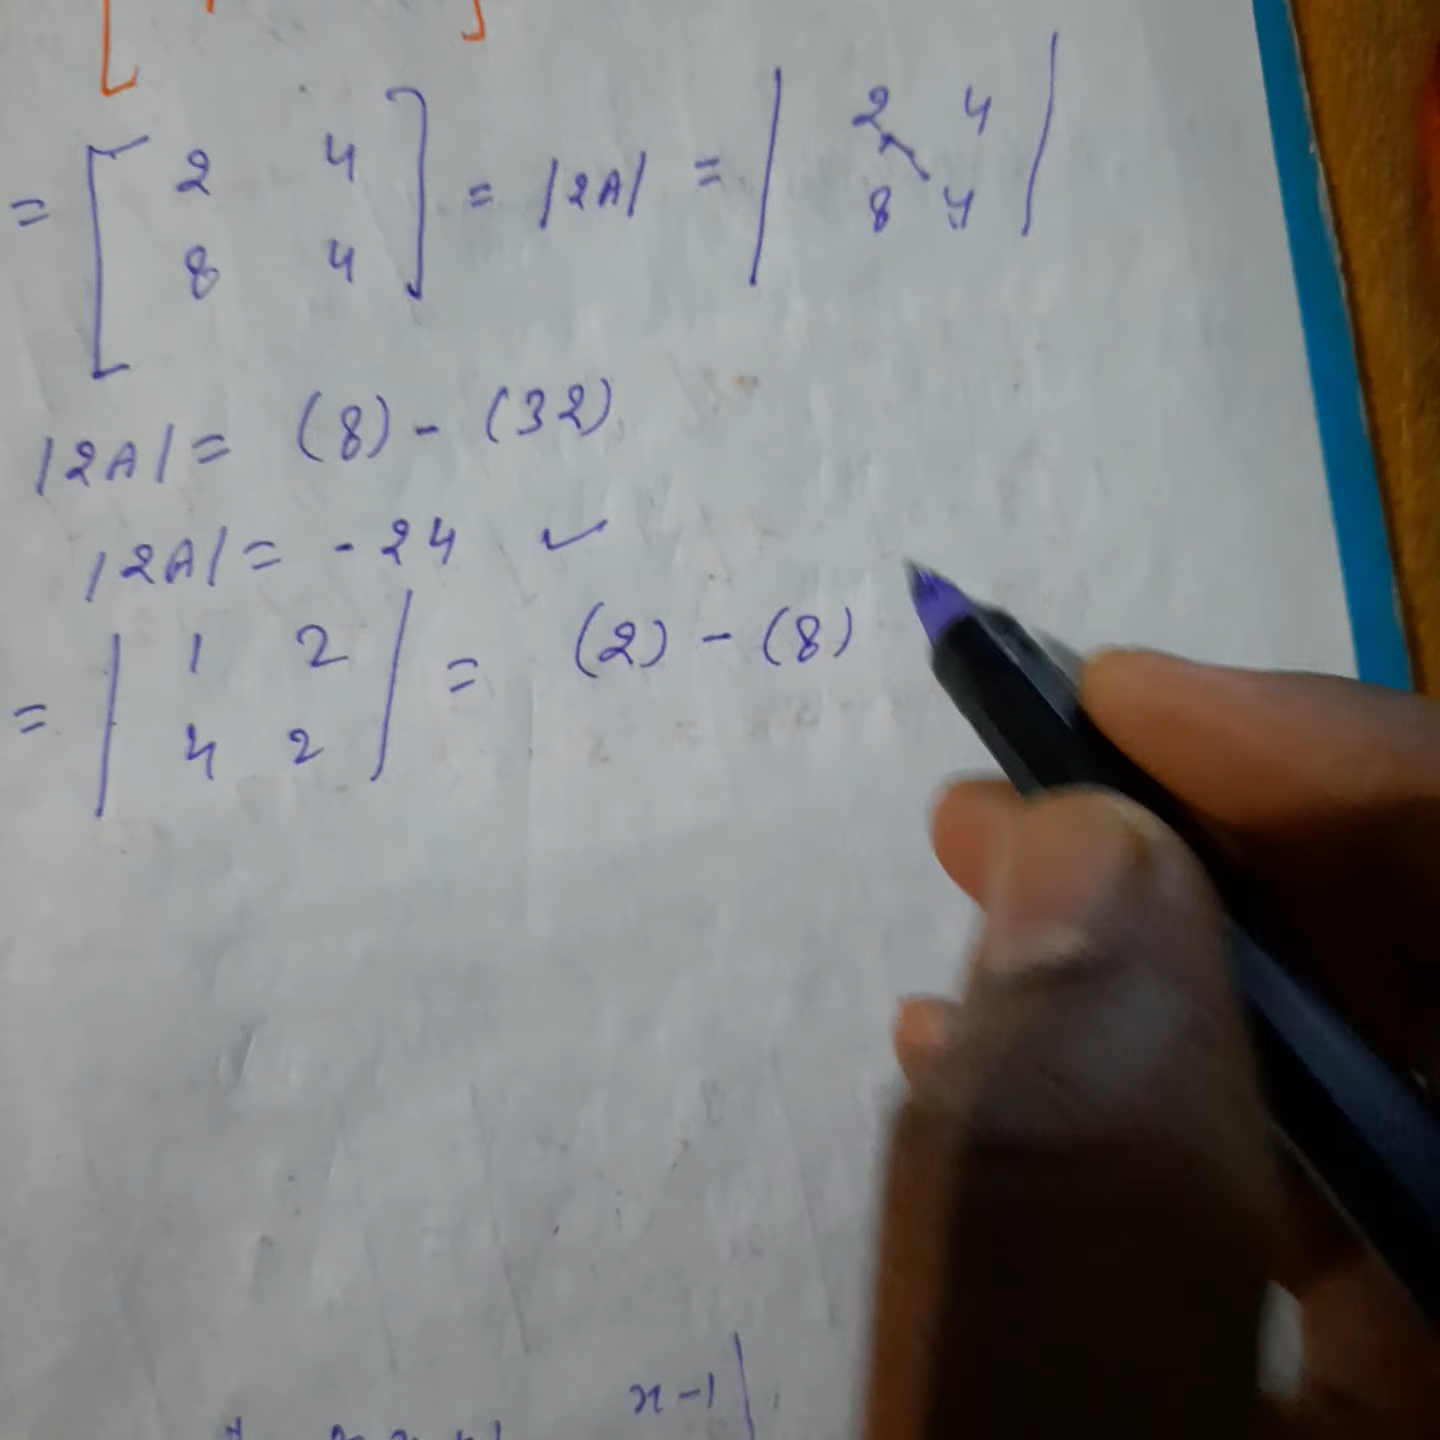 = [ 2 4
8 4 ] = |2A| = | 2 4
8 4 |
|2A| = (8) - (32)
|2A| = - 24 ✓
= | 1 2
4 2 | = (2) - (8)
x - 1 |